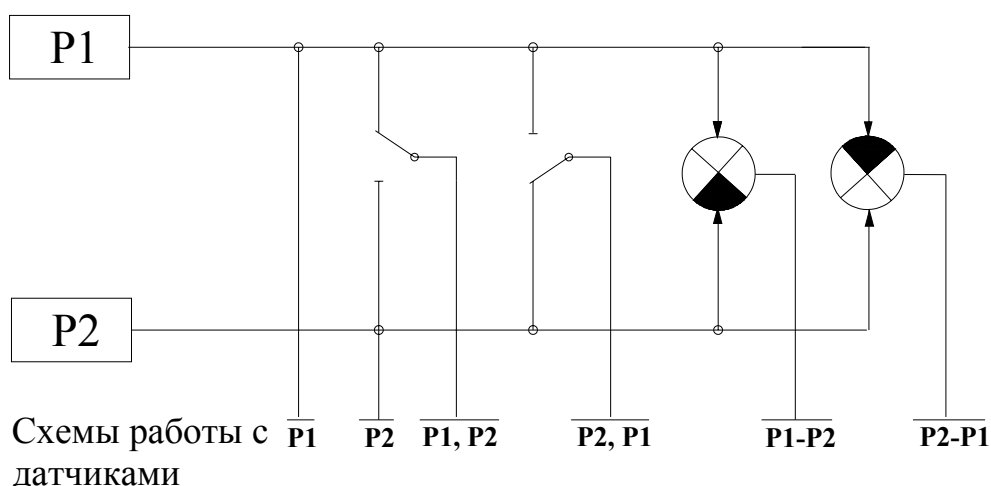 P1
P2
Схемы работы с
датчиками
P1
P2
P1, P2
P2, P1
P1-P2
P2-P1